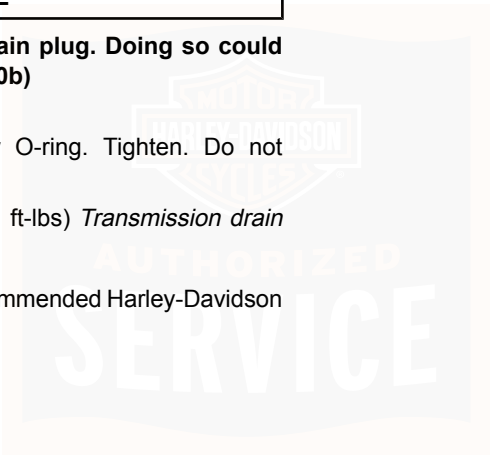 ain plug. Doing so could
0b)
O-ring. Tighten. Do not
ft-lbs) Transmission drain
mmended Harley-Davidson
MOTOR
HARLEY-DAVIDSON
CYCLES
AUTHORIZED
SERVICE